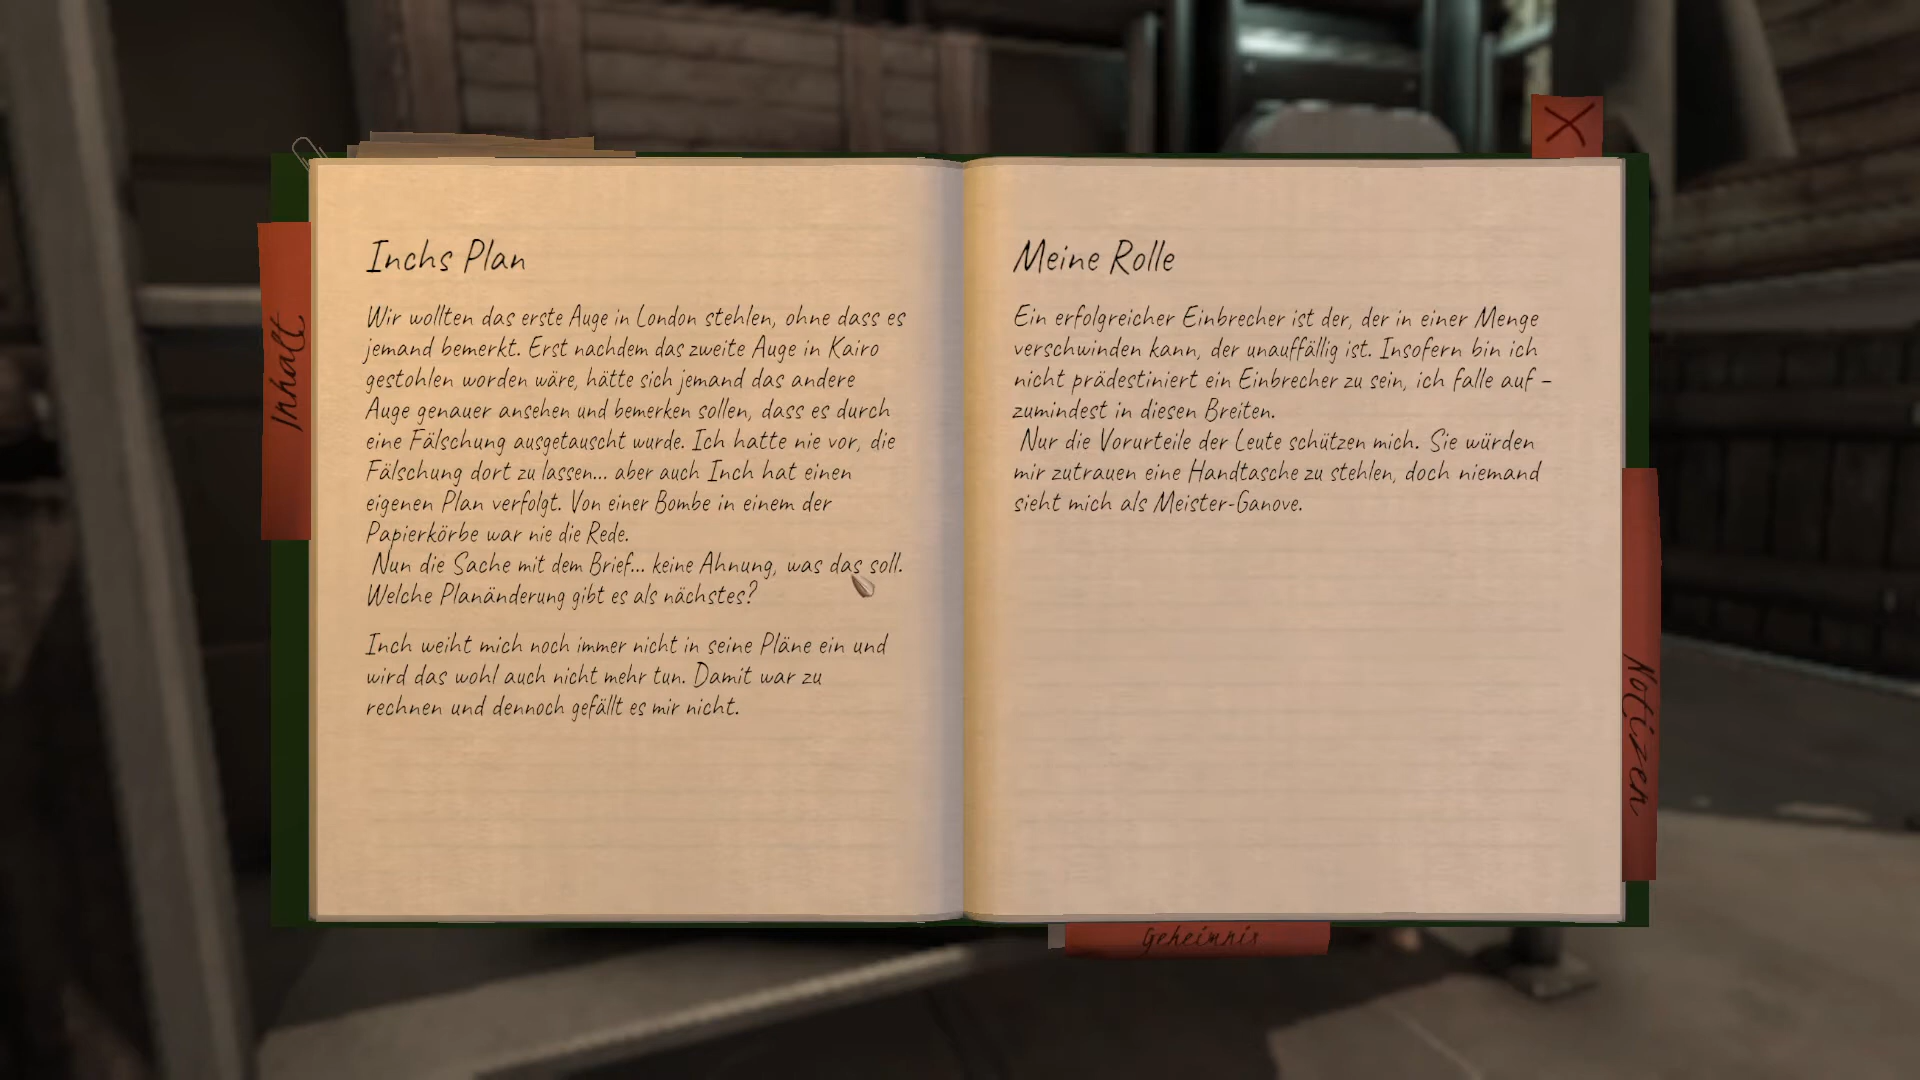 Inchs Plan
Wir wollten das erste Auge in London stehlen, ohne dass es
jemand bemerkt. Erst nachdem das zweite Auge in Kairo
gestohlen worden wäre, hätte sich jemand das andere
Auge genauer ansehen und bemerken sollen, dass es durch
eine Fälschung ausgetauscht wurde. Ich hatte nie vor, die
Fälschung dort zu lassen... aber auch Inch hat einen
eigenen Plan verfolgt. Von einer Bombe in einem der
Papierkörbe war nie die Rede.
Nun die Sache mit dem Brief... keine Ahnung, was das soll.
Welche Planänderung gibt es als nächstes?
Inch weiht mich noch immer nicht in seine Pläne ein und
wird das wohl auch nicht mehr tun. Damit war zu
rechnen und dennoch gefällt es mir nicht.
Meine Rolle
Ein erfolgreicher Einbrecher ist der, der in einer Menge
verschwinden kann, der unauffällig ist. Insofern bin ich
nicht prädestiniert ein Einbrecher zu sein, ich falle auf –
zumindest in diesen Breiten.
Nur die Vorurteile der Leute schützen mich. Sie würden
mir zutrauen eine Handtasche zu stehlen, doch niemand
sieht mich als Meister-Ganove.
Inhalt
Notizen
Geheimnis